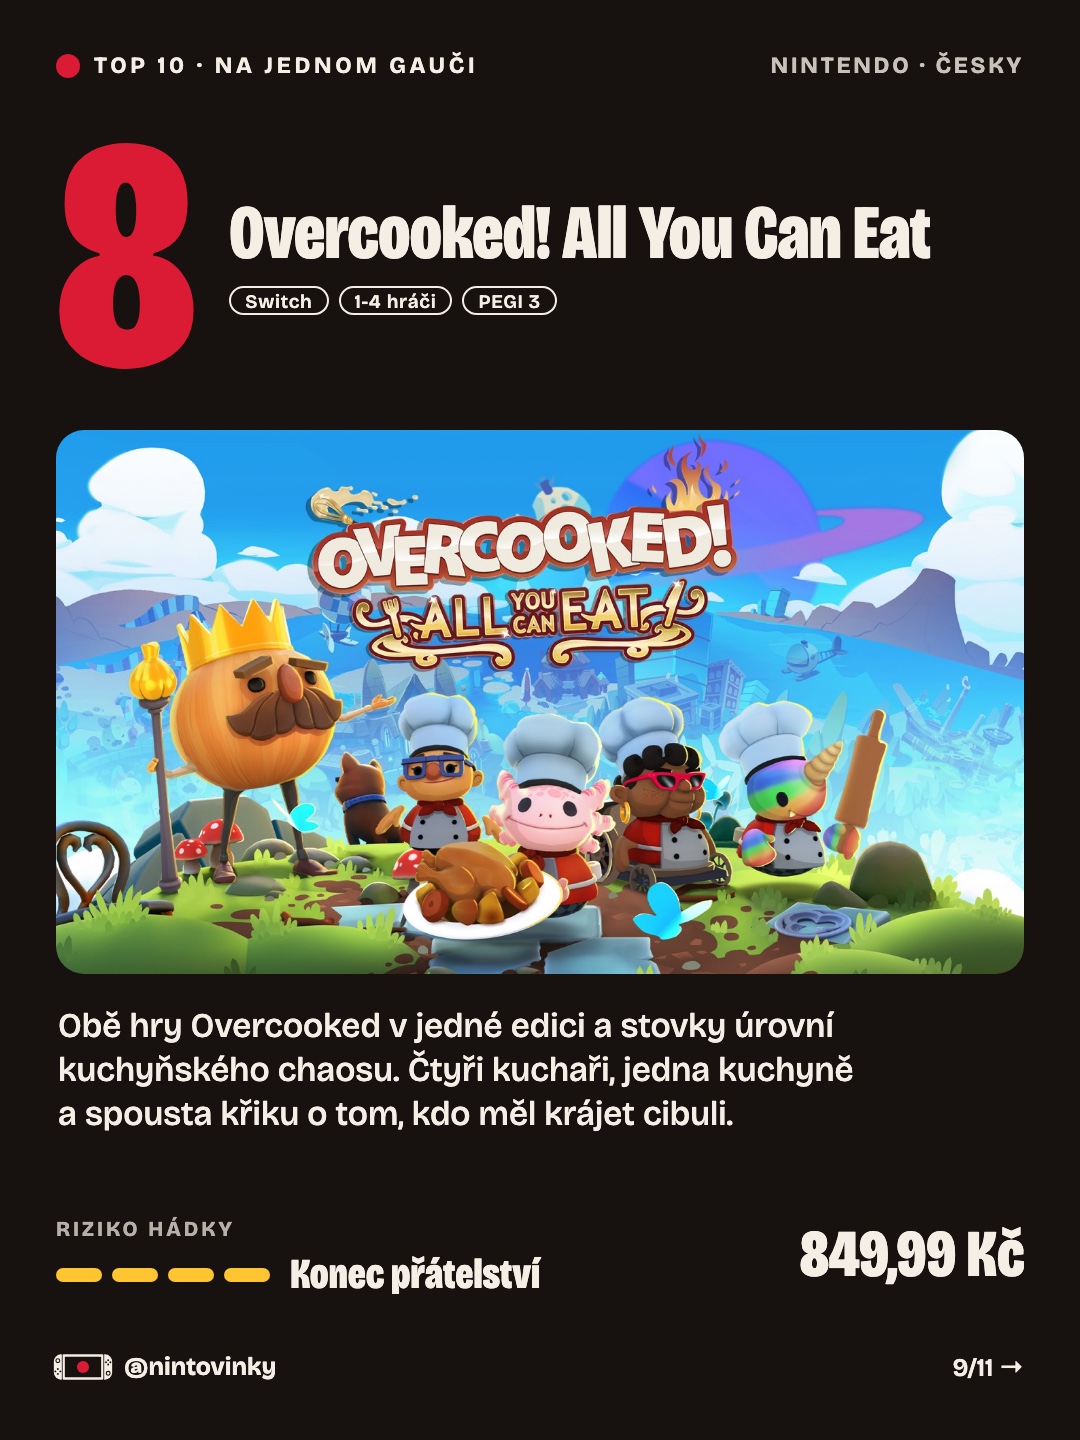 TOP 10 · NA JEDNOM GAUČI
NINTENDO · ČESKY
8
Overcooked! All You Can Eat
Switch
1-4 hráči
PEGI 3
OVERCOOKED!
ALL YOU CAN EAT
Obě hry Overcooked v jedné edici a stovky úrovní
kuchyňského chaosu. Čtyři kuchaři, jedna kuchyně
a spousta křiku o tom, kdo měl krájet cibuli.
RIZIKO HÁDKY
Konec přátelství
849,99 Kč
@nintovinky
9/11 →